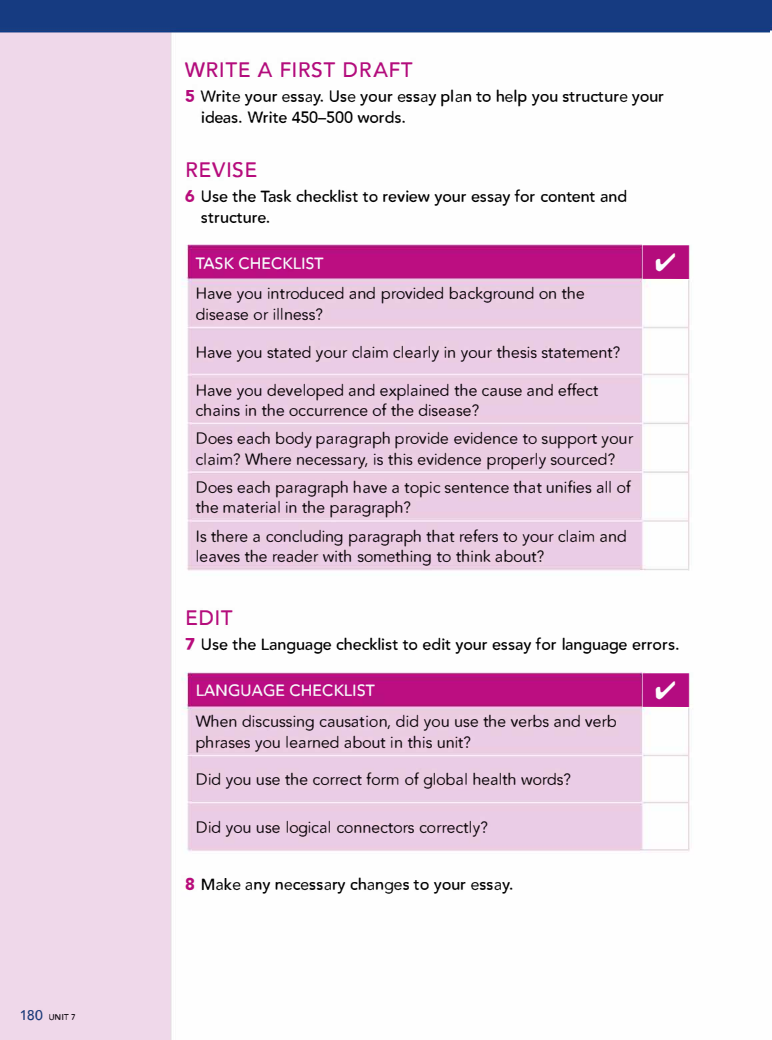 WRITE A FIRST DRAFT
5 Write your essay. Use your essay plan to help you structure your
ideas. Write 450–500 words.
REVISE
6 Use the Task checklist to review your essay for content and
structure.
TASK CHECKLIST ✔
Have you introduced and provided background on the
disease or illness?
Have you stated your claim clearly in your thesis statement?
Have you developed and explained the cause and effect
chains in the occurrence of the disease?
Does each body paragraph provide evidence to support your
claim? Where necessary, is this evidence properly sourced?
Does each paragraph have a topic sentence that unifies all of
the material in the paragraph?
Is there a concluding paragraph that refers to your claim and
leaves the reader with something to think about?
EDIT
7 Use the Language checklist to edit your essay for language errors.
LANGUAGE CHECKLIST ✔
When discussing causation, did you use the verbs and verb
phrases you learned about in this unit?
Did you use the correct form of global health words?
Did you use logical connectors correctly?
8 Make any necessary changes to your essay.
180 UNIT 7